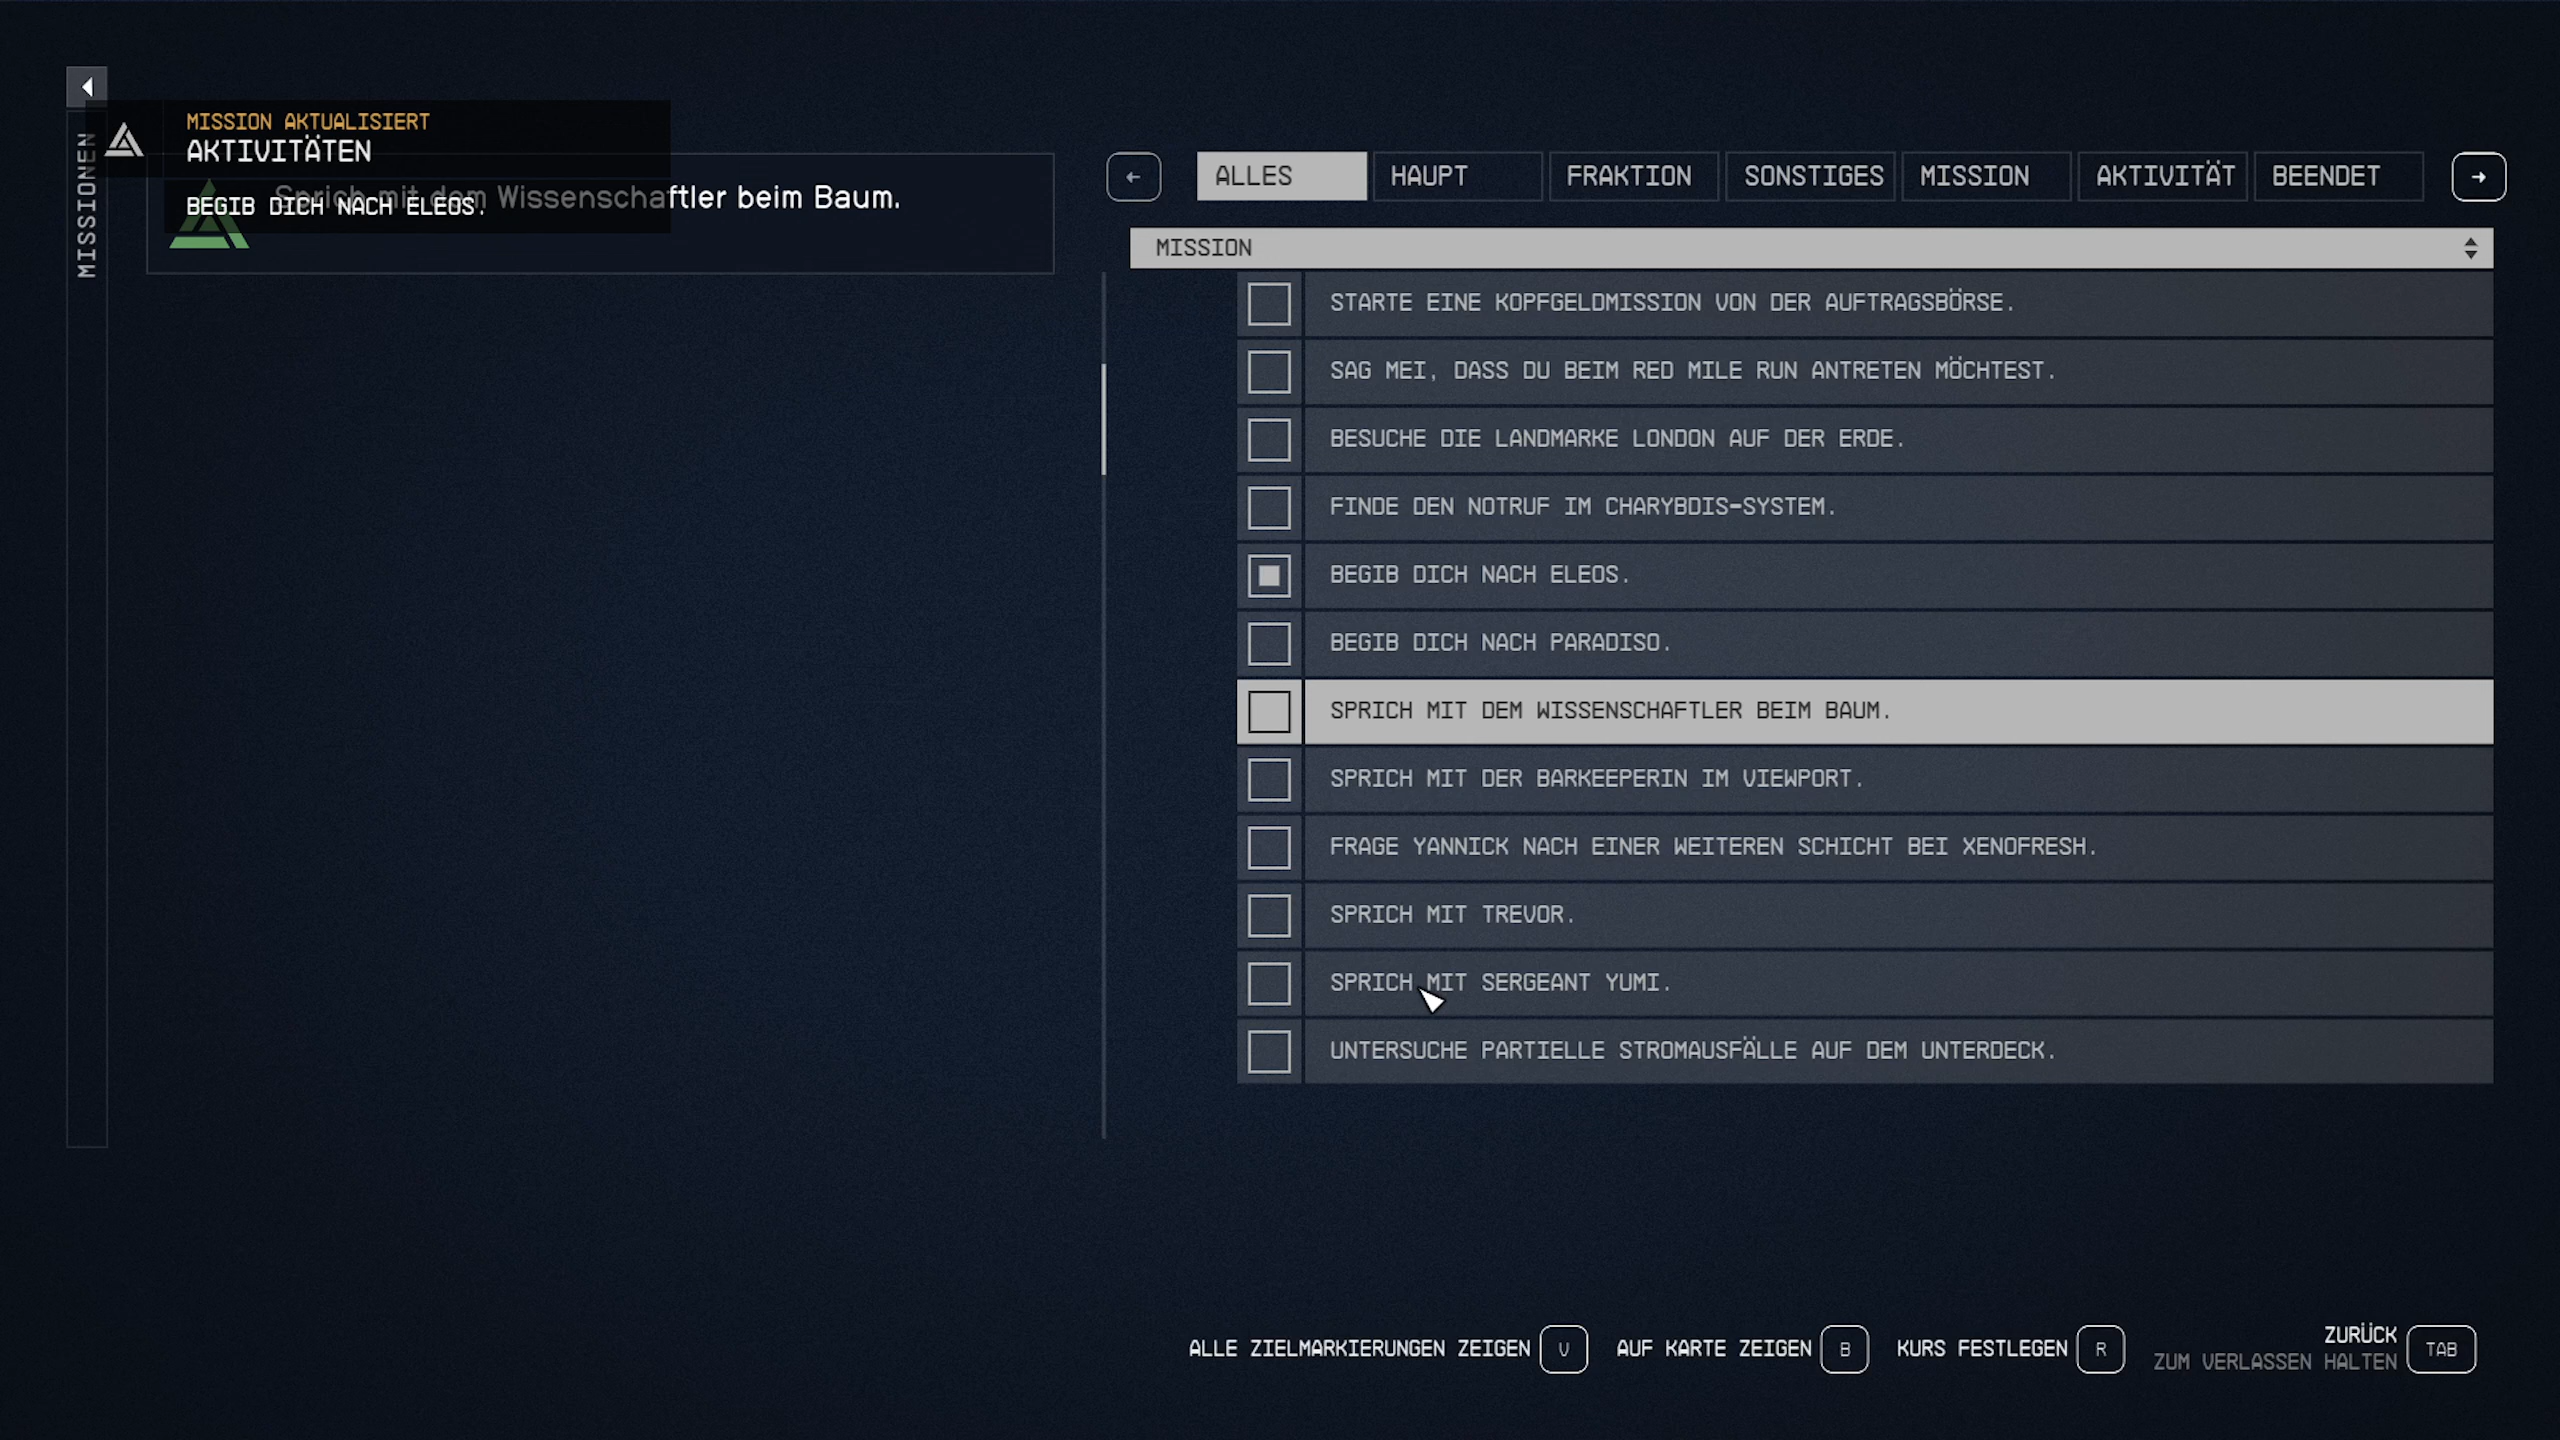 MISSIONEN
MISSION AKTUALISIERT
AKTIVITÄTEN
BEGIB DICH NACH ELEOS.
Sprich mit dem Wissenschaftler beim Baum.
ALLES HAUPT FRAKTION SONSTIGES MISSION AKTIVITÄT BEENDET
MISSION
STARTE EINE KOPFGELDMISSION VON DER AUFTRAGSBÖRSE.
SAG MEI, DASS DU BEIM RED MILE RUN ANTRETEN MÖCHTEST.
BESUCHE DIE LANDMARKE LONDON AUF DER ERDE.
FINDE DEN NOTRUF IM CHARYBDIS-SYSTEM.
BEGIB DICH NACH ELEOS.
BEGIB DICH NACH PARADISO.
SPRICH MIT DEM WISSENSCHAFTLER BEIM BAUM.
SPRICH MIT DER BARKEEPERIN IM VIEWPORT.
FRAGE YANNICK NACH EINER WEITEREN SCHICHT BEI XENOFRESH.
SPRICH MIT TREVOR.
SPRICH MIT SERGEANT YUMI.
UNTERSUCHE PARTIELLE STROMAUSFÄLLE AUF DEM UNTERDECK.
ALLE ZIELMARKIERUNGEN ZEIGEN V AUF KARTE ZEIGEN B KURS FESTLEGEN R ZURÜCK TAB
ZUM VERLASSEN HALTEN